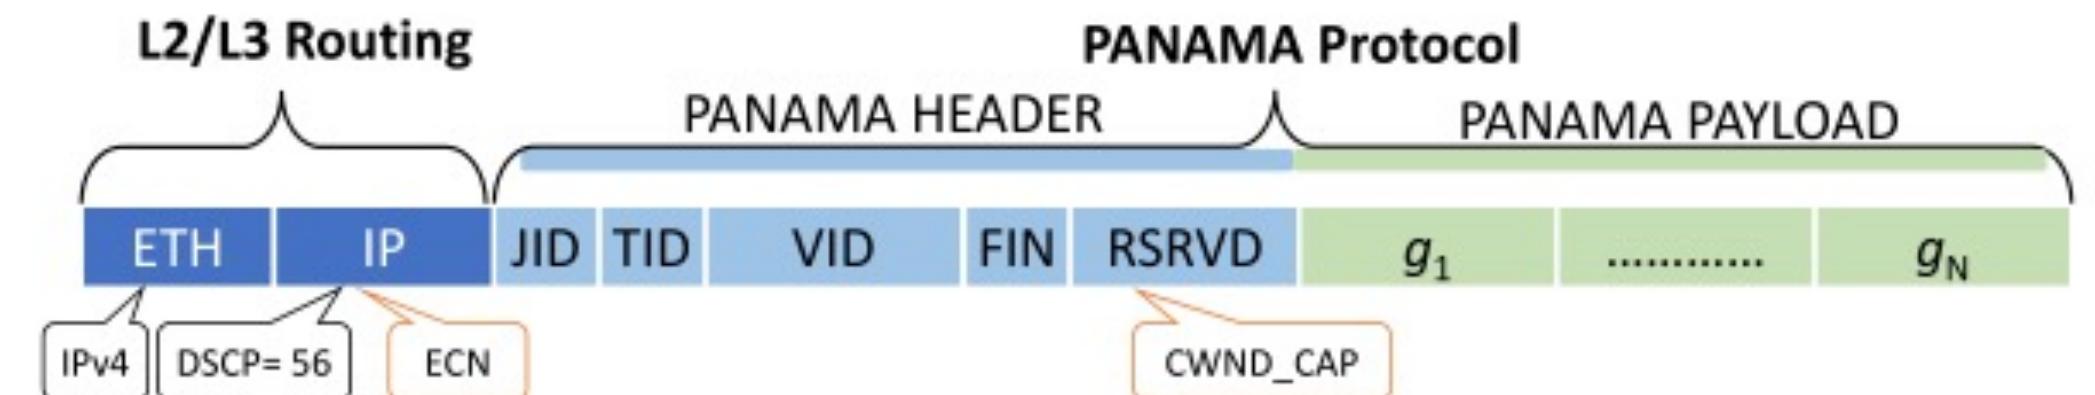 L2/L3 Routing
PANAMA Protocol
PANAMA HEADER
PANAMA PAYLOAD
ETH IP JID TID VID FIN RSRVD g1 ............ gN
IPv4 DSCP= 56 ECN CWND_CAP